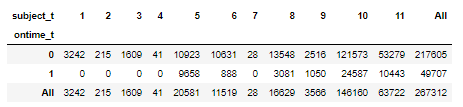 subject_t 1 2 3 4 5 6 7 8 9 10 11 All
ontime_t
0 3242 215 1609 41 10923 10631 28 13548 2516 121573 53279 217605
1 0 0 0 0 9658 888 0 3081 1050 24587 10443 49707
All 3242 215 1609 41 20581 11519 28 16629 3566 146160 63722 267312